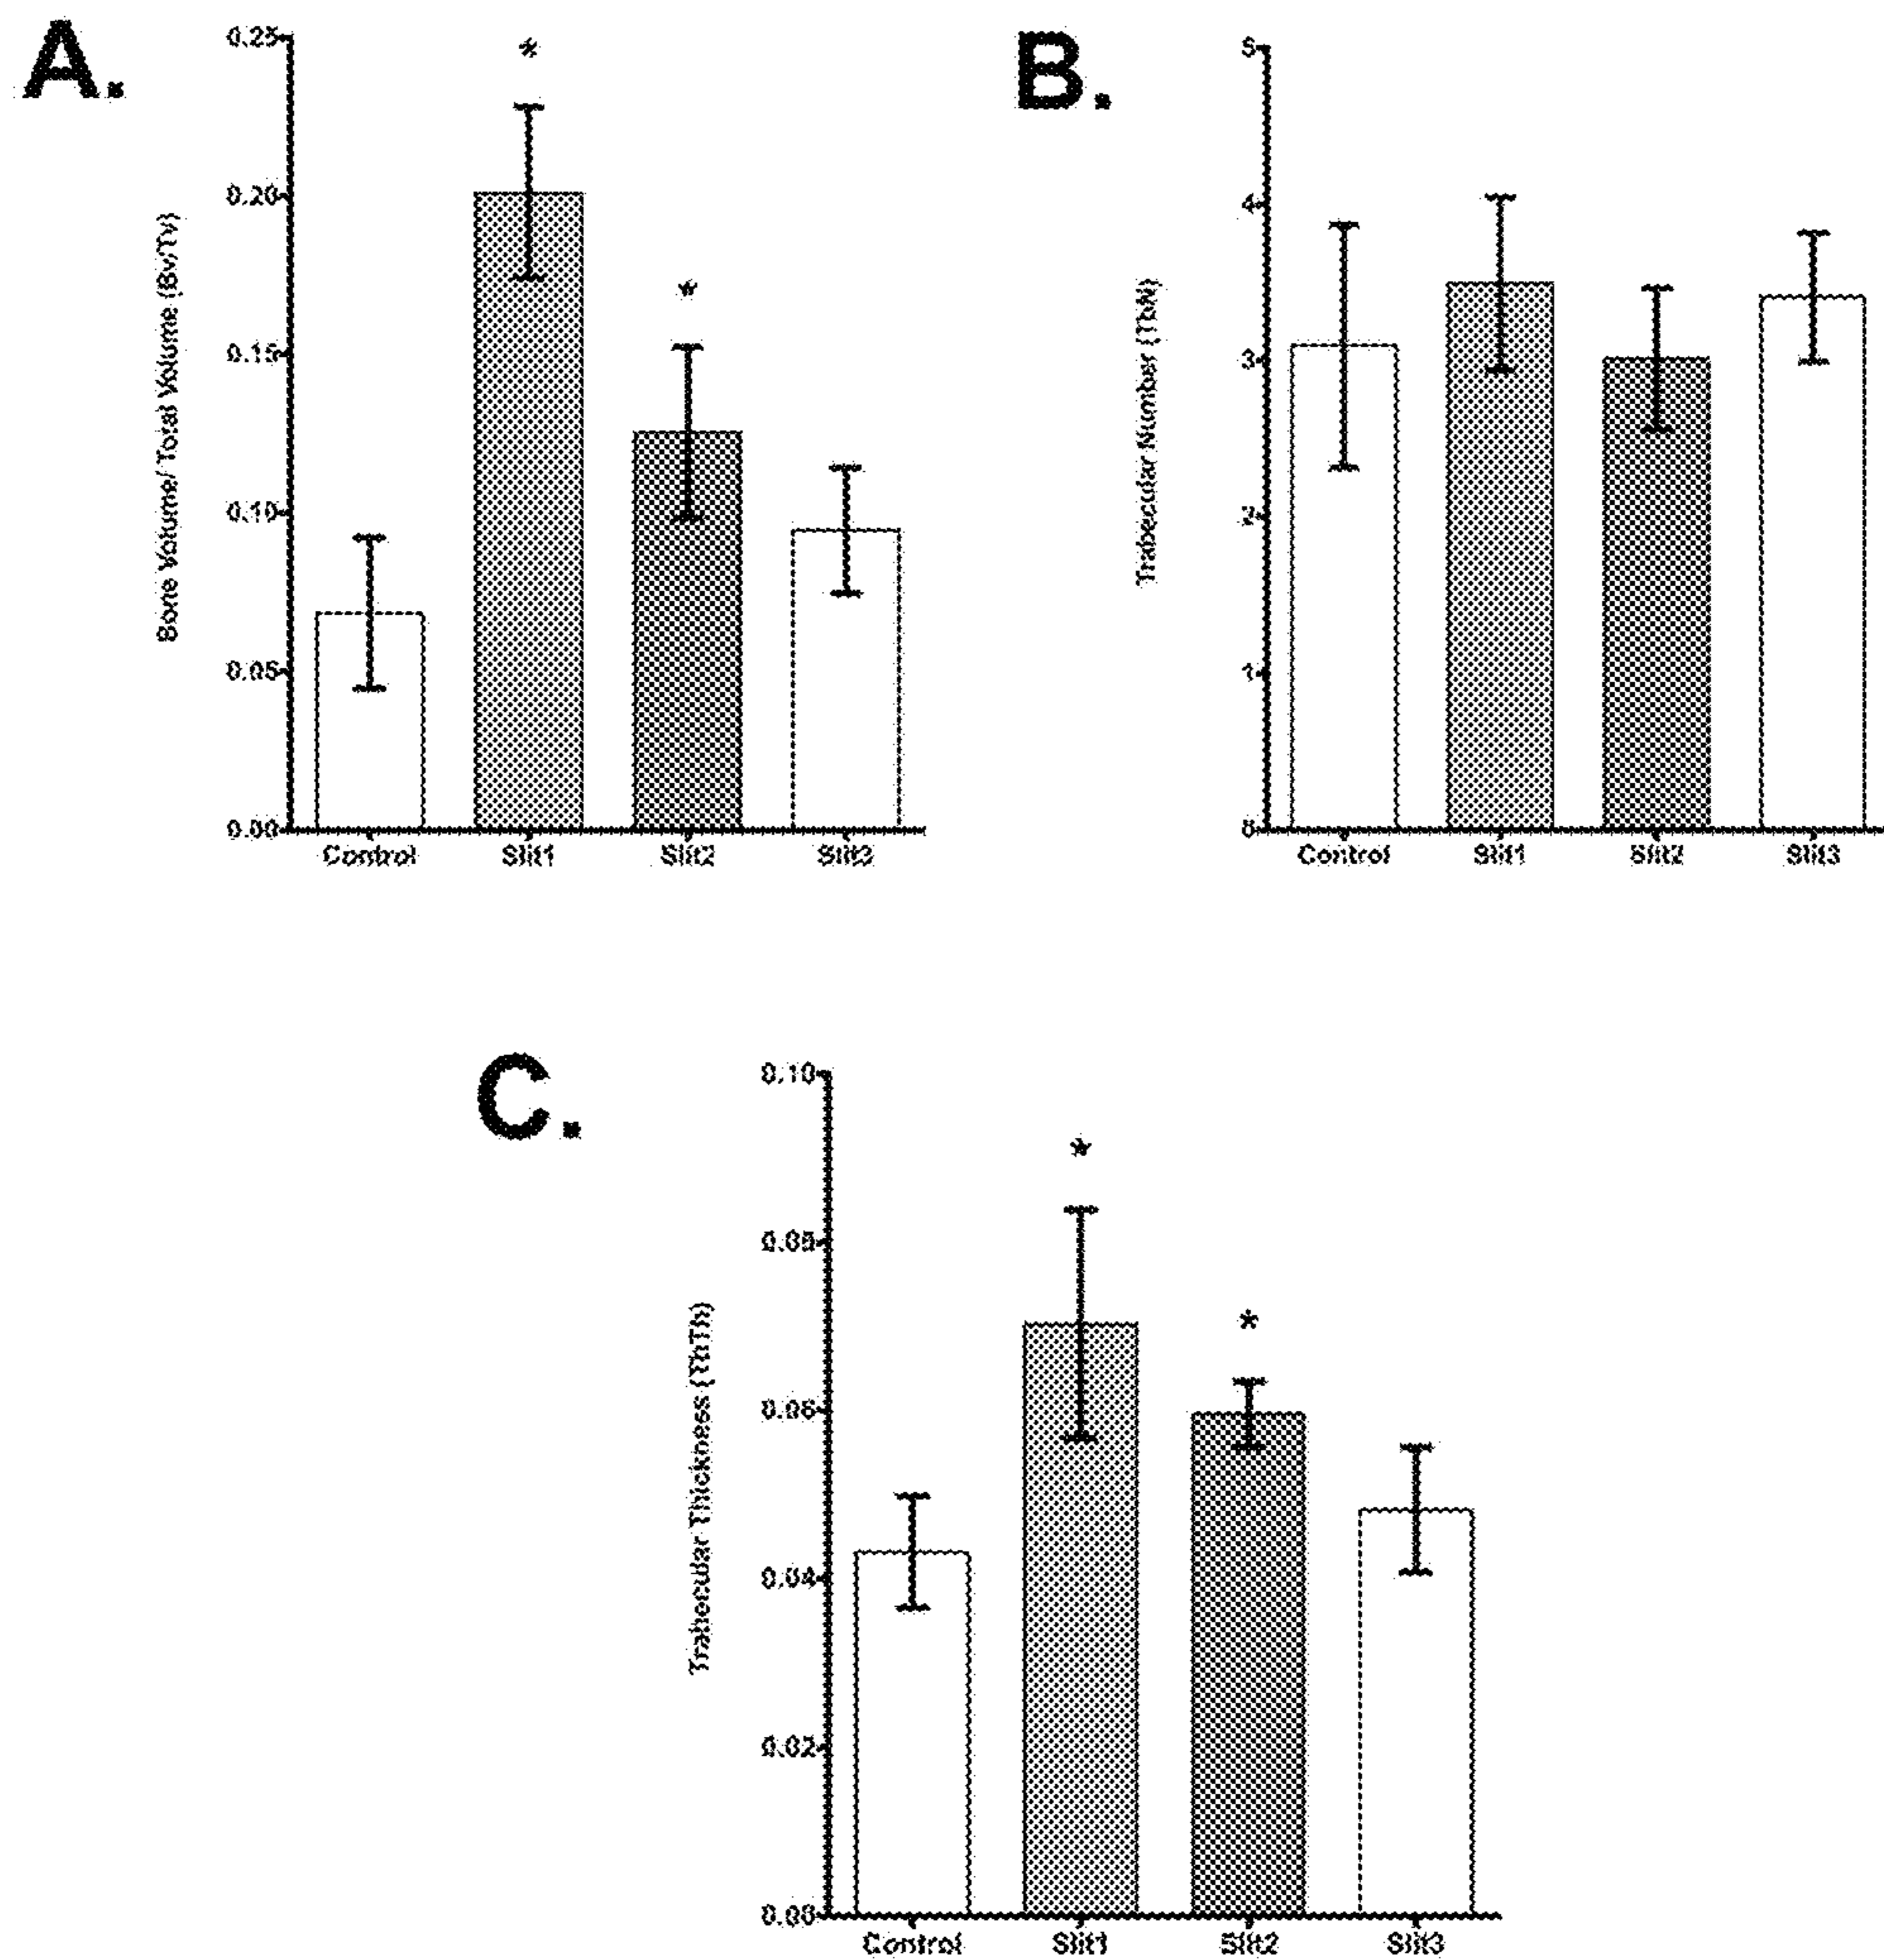 A.
Bone Volume/ Total Volume (Bv/Tv)
0.25
0.20
0.15
0.10
0.05
0.00
*
*
Control Slit1 Slit2 Slit3
B.
Trabecular Number (TbN)
5
4
3
2
1
0
Control Slit1 Slit2 Slit3
C.
Trabecular Thickness (TbTh)
0.10
0.08
0.06
0.04
0.02
0.00
*
*
Control Slit1 Slit2 Slit3